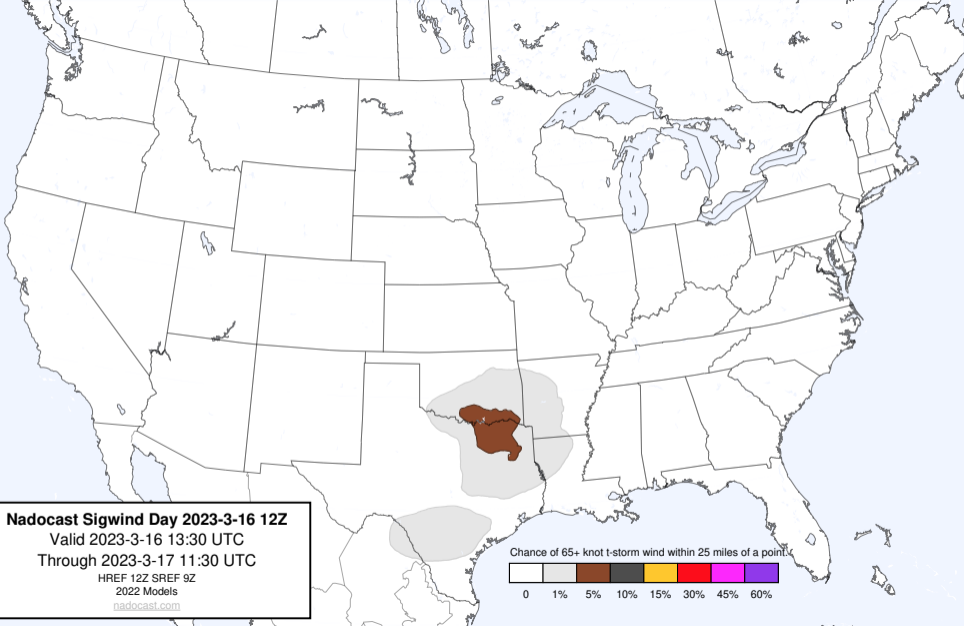 Nadocast Sigwind Day 2023-3-16 12Z
Valid 2023-3-16 13:30 UTC
Through 2023-3-17 11:30 UTC
HREF 12Z SREF 9Z
2022 Models
nadocast.com
Chance of 65+ knot t-storm wind within 25 miles of a point.
0 1% 5% 10% 15% 30% 45% 60%